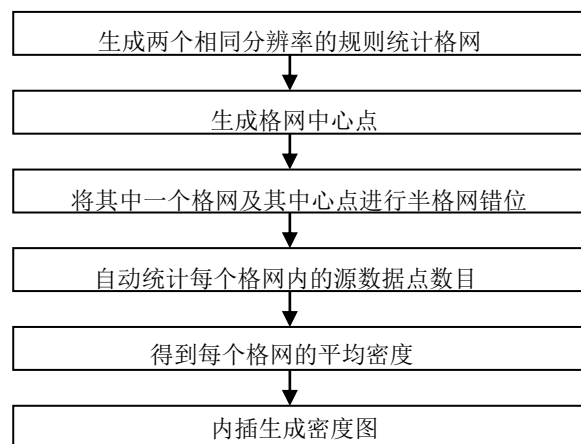 生成两个相同分辨率的规则统计格网
生成格网中心点
将其中一个格网及其中心点进行半格网错位
自动统计每个格网内的源数据点数目
得到每个格网的平均密度
内插生成密度图